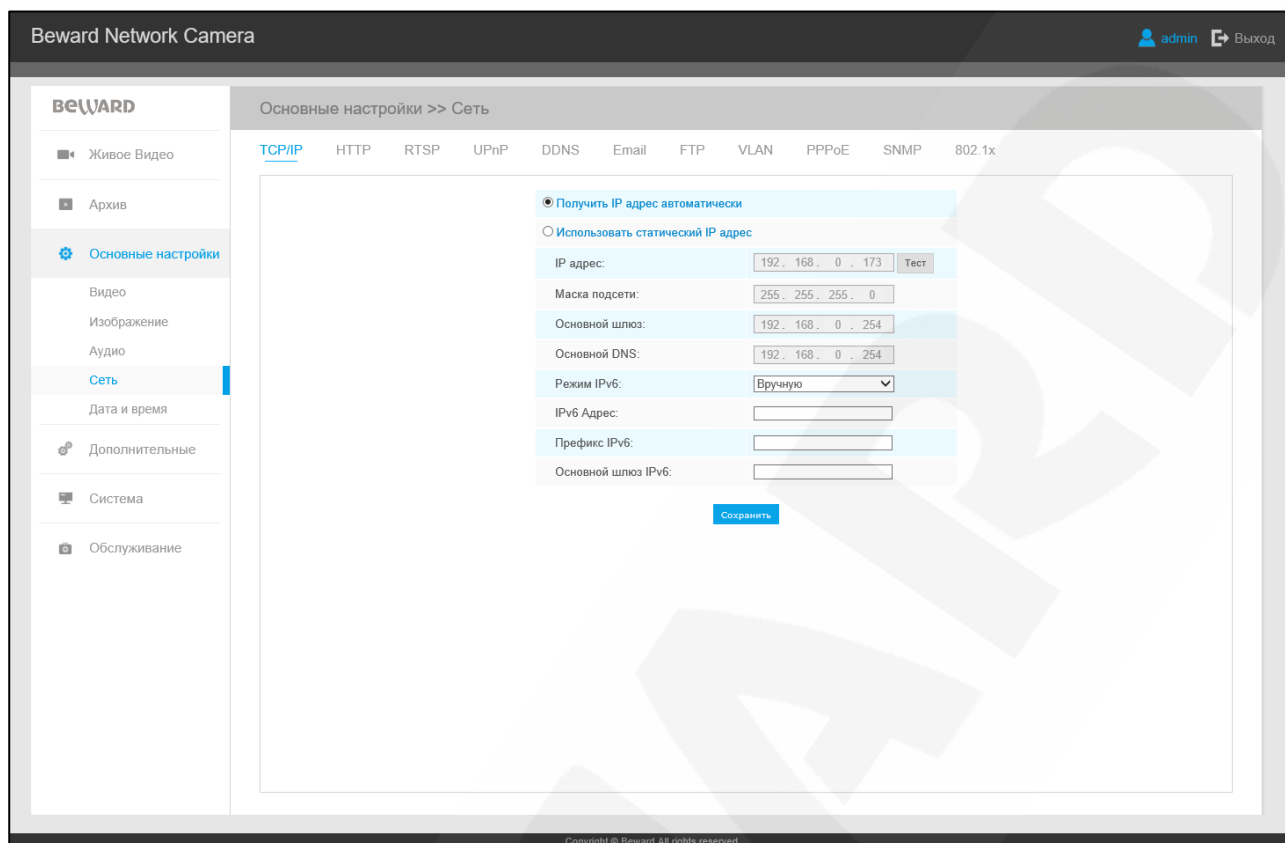 Beward Network Camera
admin Выход
BEWARD
Основные настройки >> Сеть
Живое Видео
Архив
Основные настройки
Видео
Изображение
Аудио
Сеть
Дата и время
Дополнительные
Система
Обслуживание
TCP/IP HTTP RTSP UPnP DDNS Email FTP VLAN PPPoE SNMP 802.1x
Получить IP адрес автоматически
Использовать статический IP адрес
IP адрес: 192. 168. 0 . 173 Тест
Маска подсети: 255. 255. 255. 0
Основной шлюз: 192. 168. 0 . 254
Основной DNS: 192. 168. 0 . 254
Режим IPv6: Вручную
IPv6 Адрес:
Префикс IPv6:
Основной шлюз IPv6:
Сохранить
Copyright © Beward All rights reserved